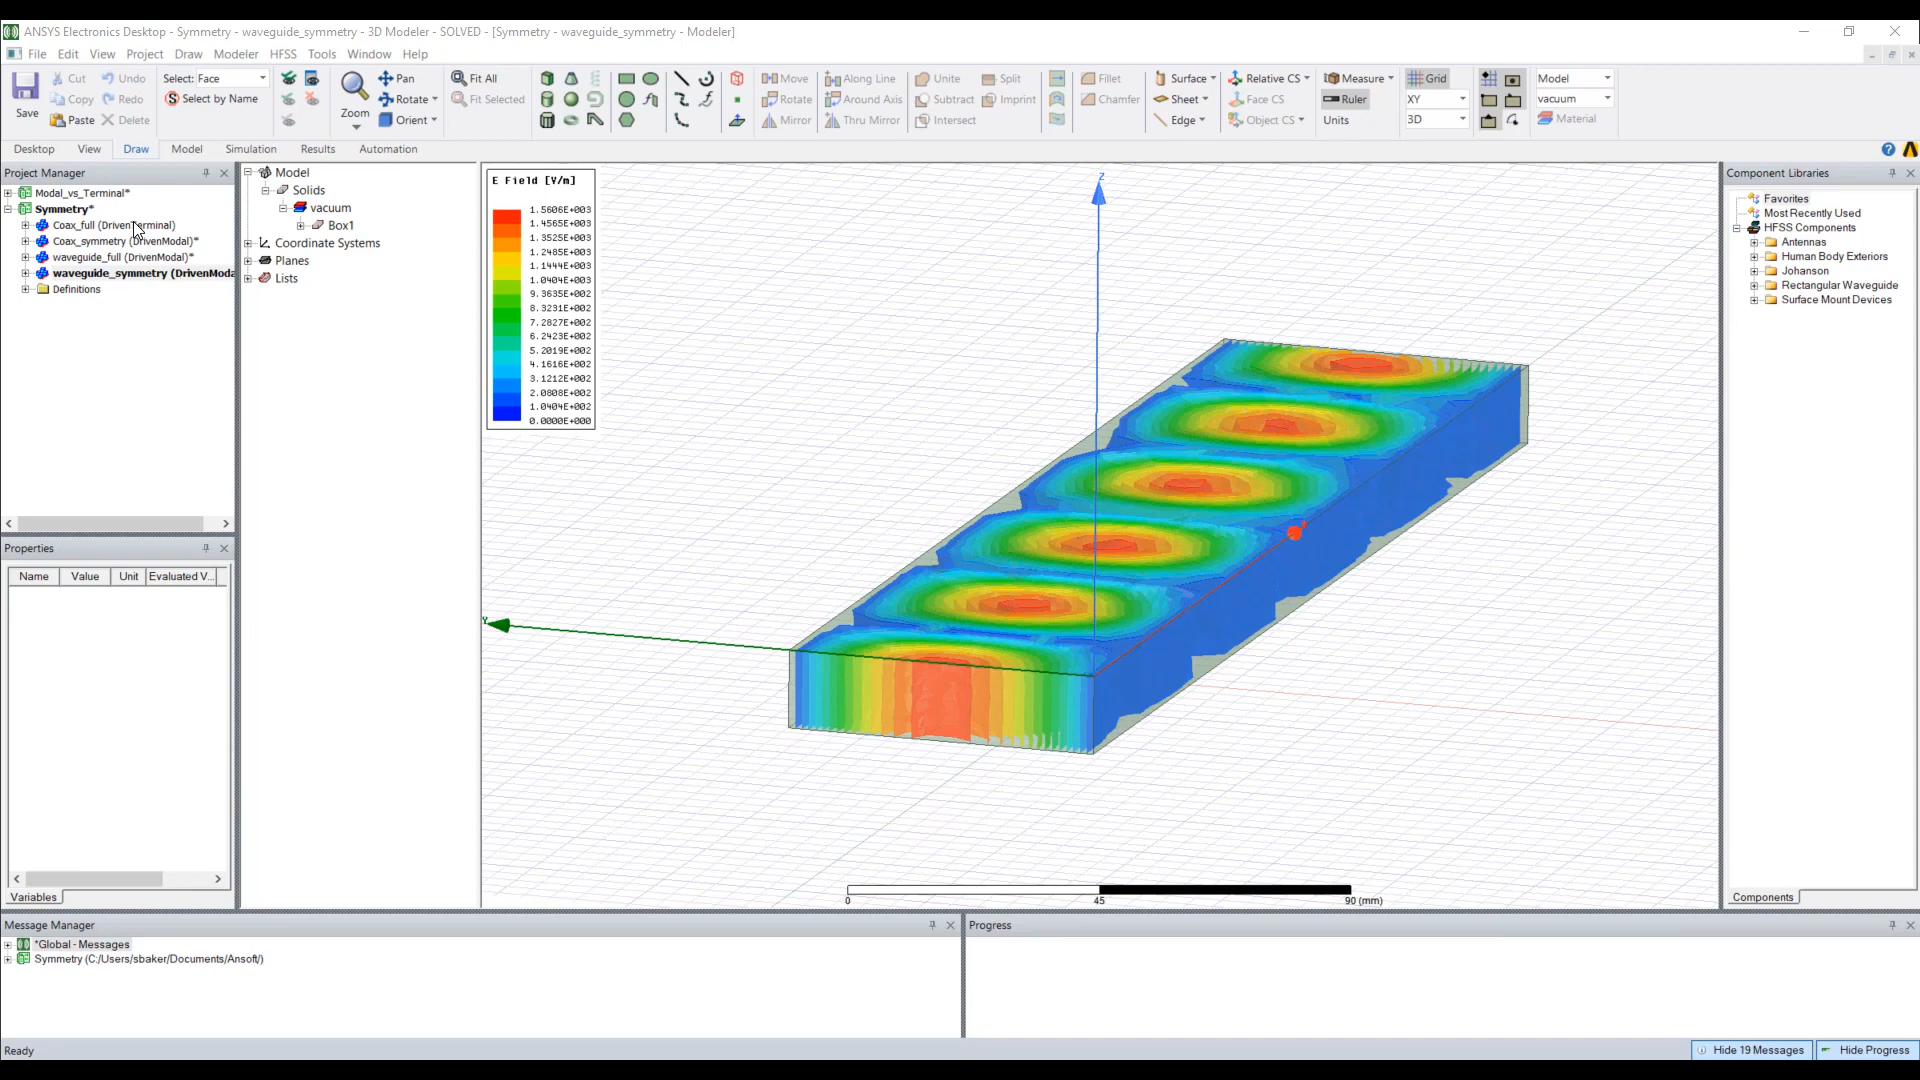 ANSYS Electronics Desktop - Symmetry - waveguide_symmetry - 3D Modeler - SOLVED - [Symmetry - waveguide_symmetry - Modeler]
File Edit View Project Draw Modeler HFSS Tools Window Help
Save
Cut
Copy
Paste
Undo
Redo
Delete
Select: Face
Select by Name
Zoom
Pan
Rotate
Orient
Fit All
Fit Selected
Move
Rotate
Mirror
Along Line
Around Axis
Thru Mirror
Unite
Subtract
Intersect
Split
Imprint
Fillet
Chamfer
Surface
Sheet
Edge
Relative CS
Face CS
Object CS
Measure
Ruler
Units
Grid
XY
3D
Model
vacuum
Material
Desktop View Draw Model Simulation Results Automation
Project Manager
Modal_vs_Terminal*
Symmetry*
Coax_full (DrivenTerminal)
Coax_symmetry (DrivenModal)*
waveguide_full (DrivenModal)*
waveguide_symmetry (DrivenModa
Definitions
Properties
Name Value Unit Evaluated V...
Variables
Model
Solids
vacuum
Box1
Coordinate Systems
Planes
Lists
E Field [V/m]
1.5606E+003
1.4565E+003
1.3525E+003
1.2485E+003
1.1444E+003
1.0404E+003
9.3635E+002
8.3231E+002
7.2827E+002
6.2423E+002
5.2019E+002
4.1616E+002
3.1212E+002
2.0808E+002
1.0404E+002
0.0000E+000
Z
Y
0 45 90 (mm)
Component Libraries
Favorites
Most Recently Used
HFSS Components
Antennas
Human Body Exteriors
Johanson
Rectangular Waveguide
Surface Mount Devices
Components
Message Manager
*Global - Messages
Symmetry (C:/Users/sbaker/Documents/Ansoft/)
Progress
Ready
Hide 19 Messages
Hide Progress